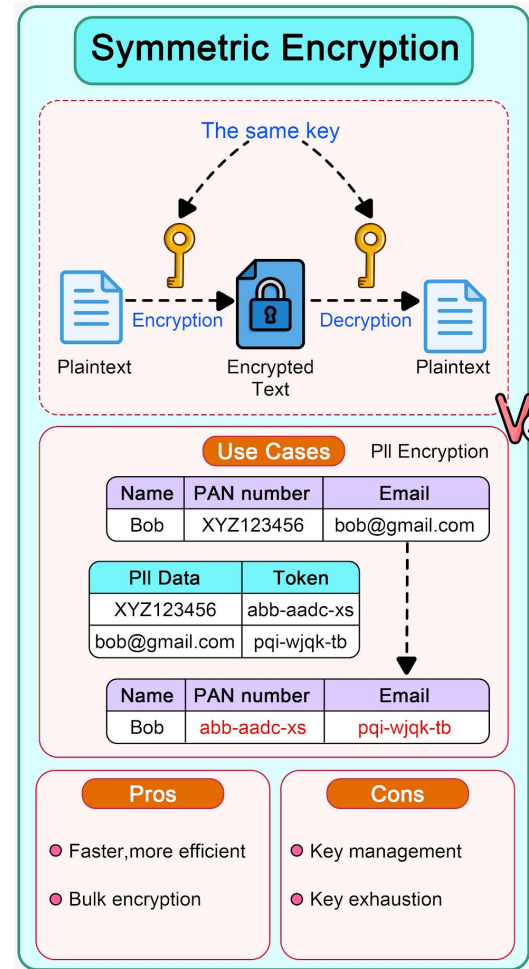 Symmetric Encryption
The same key
Encryption
Decryption
Plaintext
Encrypted
Text
Plaintext
Use Cases
PII Encryption
Name PAN number Email
Bob XYZ123456 bob@gmail.com
PII Data Token
XYZ123456 abb-aadc-xs
bob@gmail.com pqi-wjqk-tb
Name PAN number Email
Bob abb-aadc-xs pqi-wjqk-tb
Pros
Faster,more efficient
Bulk encryption
Cons
Key management
Key exhaustion